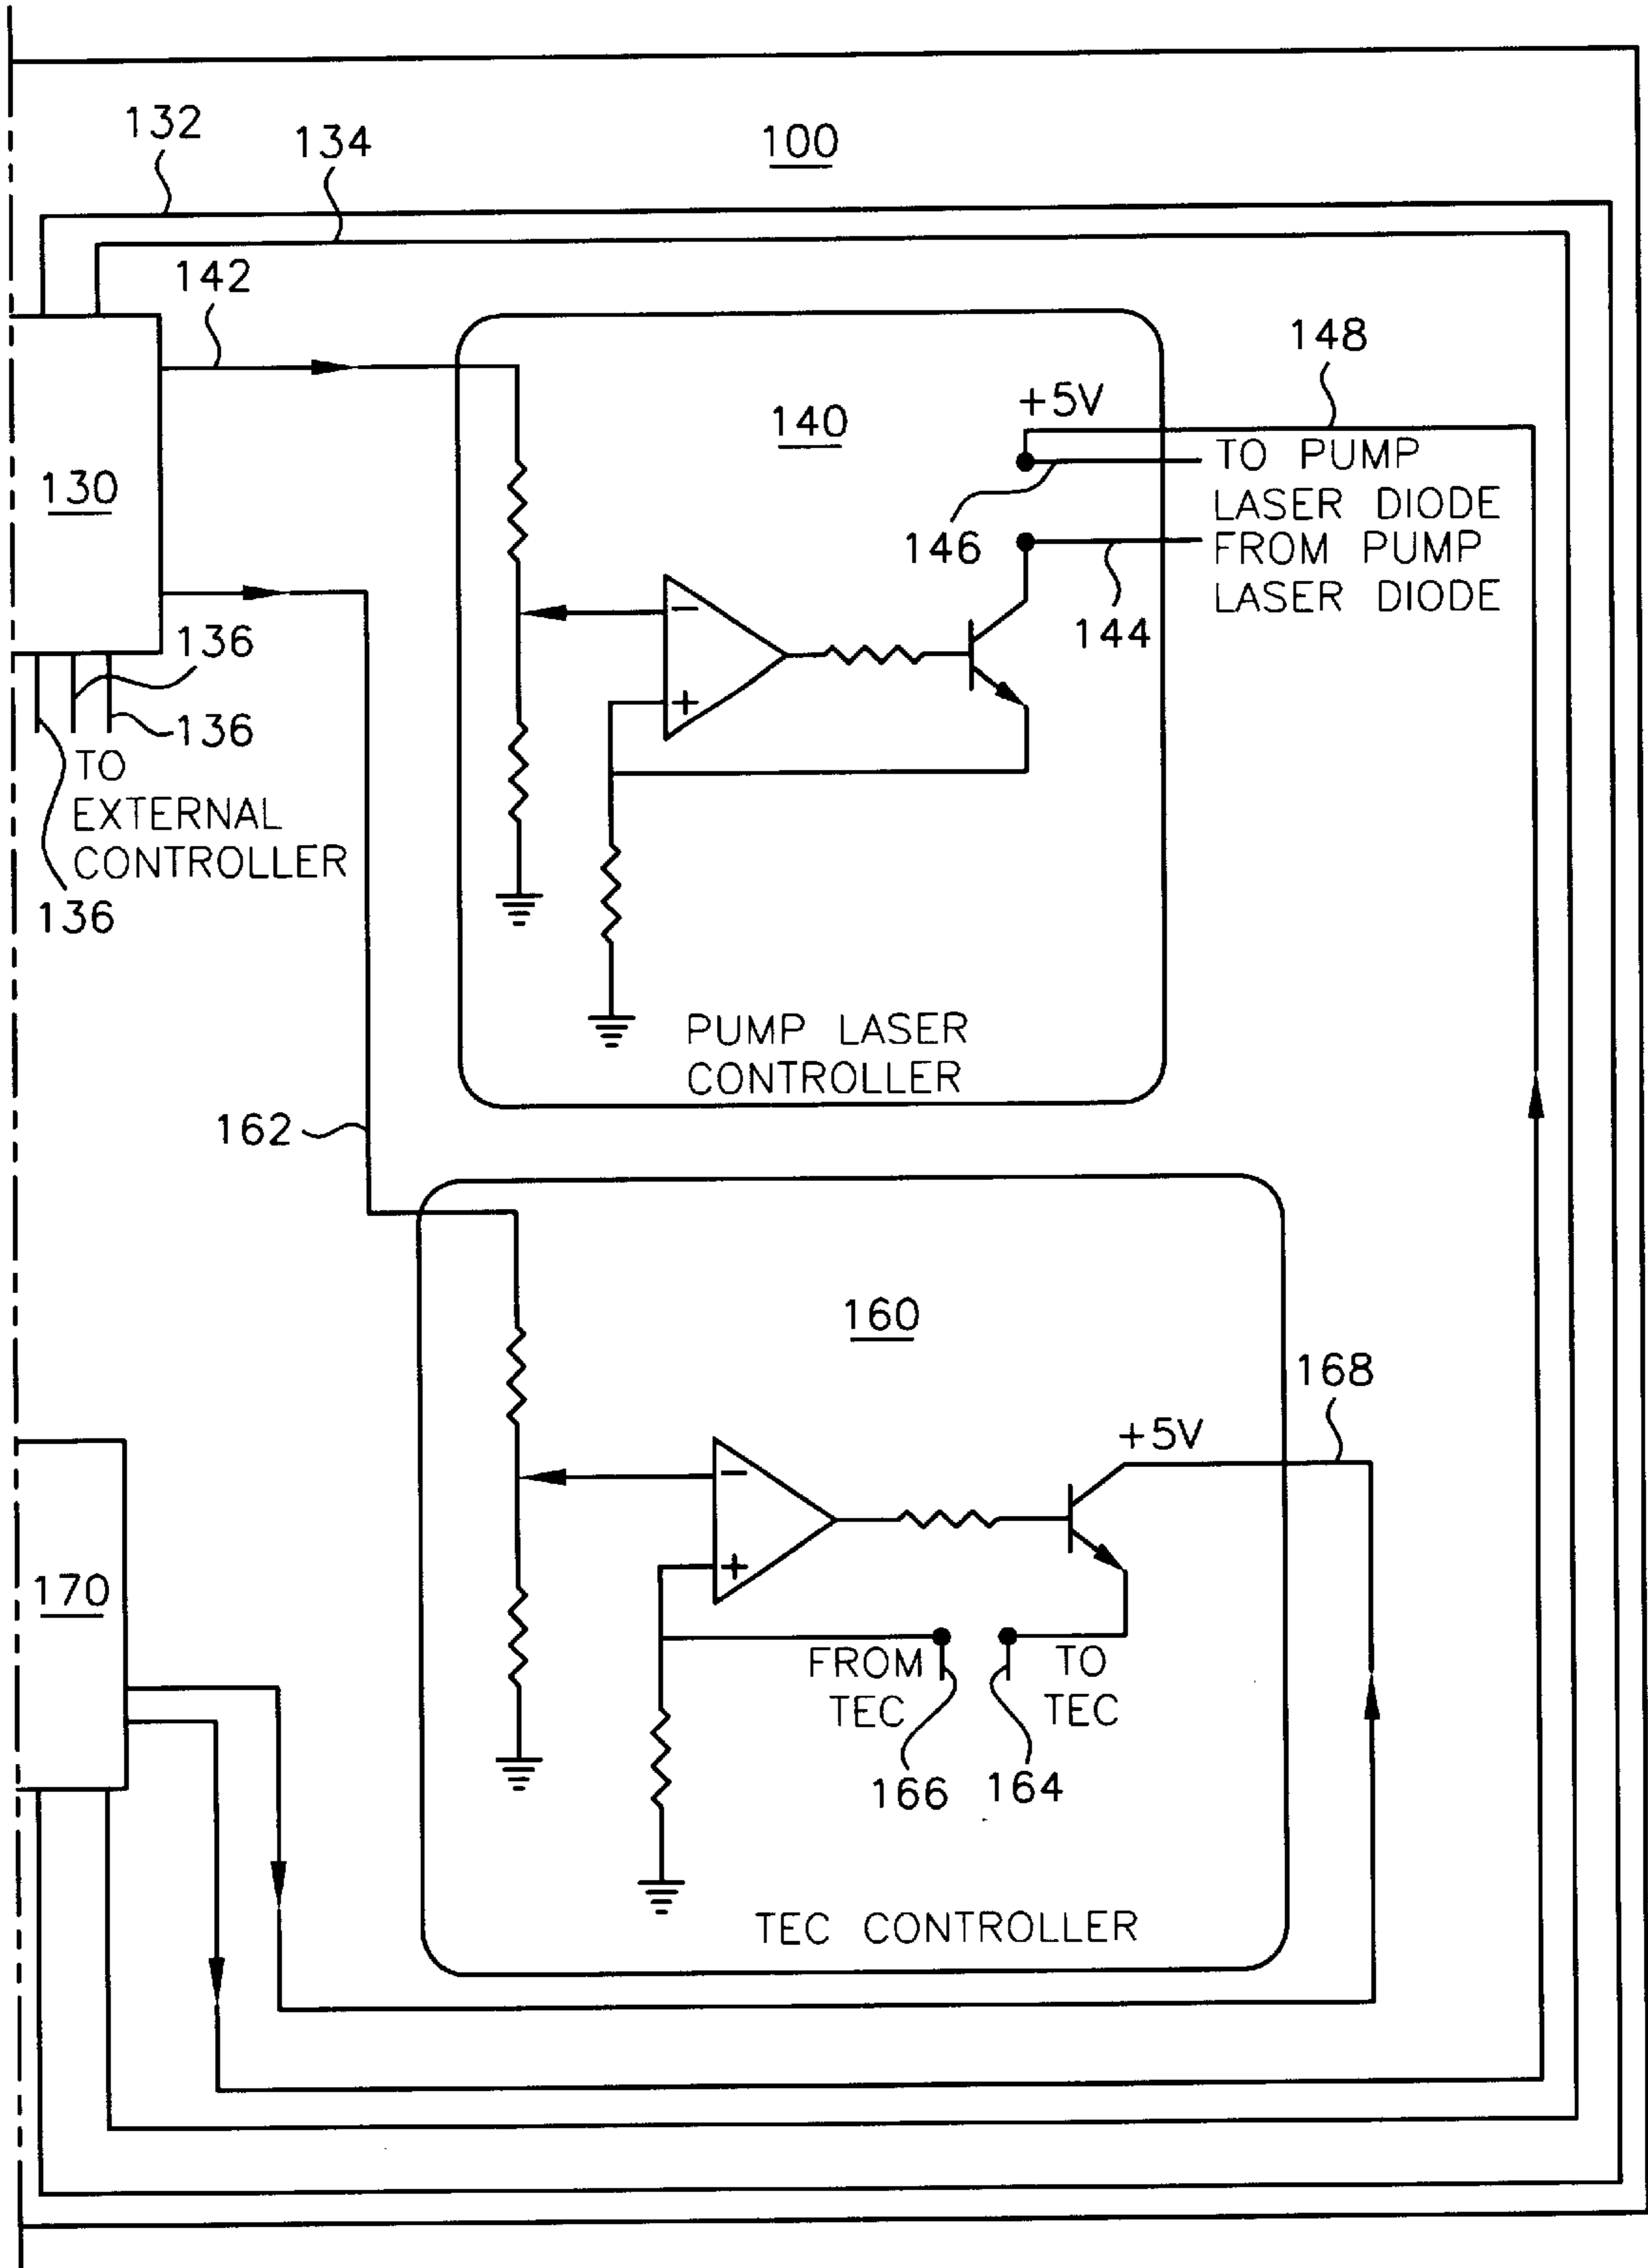 132
134
100
142
148
+5V
140
TO PUMP
LASER DIODE
130
146
FROM PUMP
LASER DIODE
144
−
+
136
136
TO
EXTERNAL
CONTROLLER
136
PUMP LASER
CONTROLLER
162
160
168
+5V
−
+
170
FROM
TEC
TO
TEC
166
164
TEC CONTROLLER